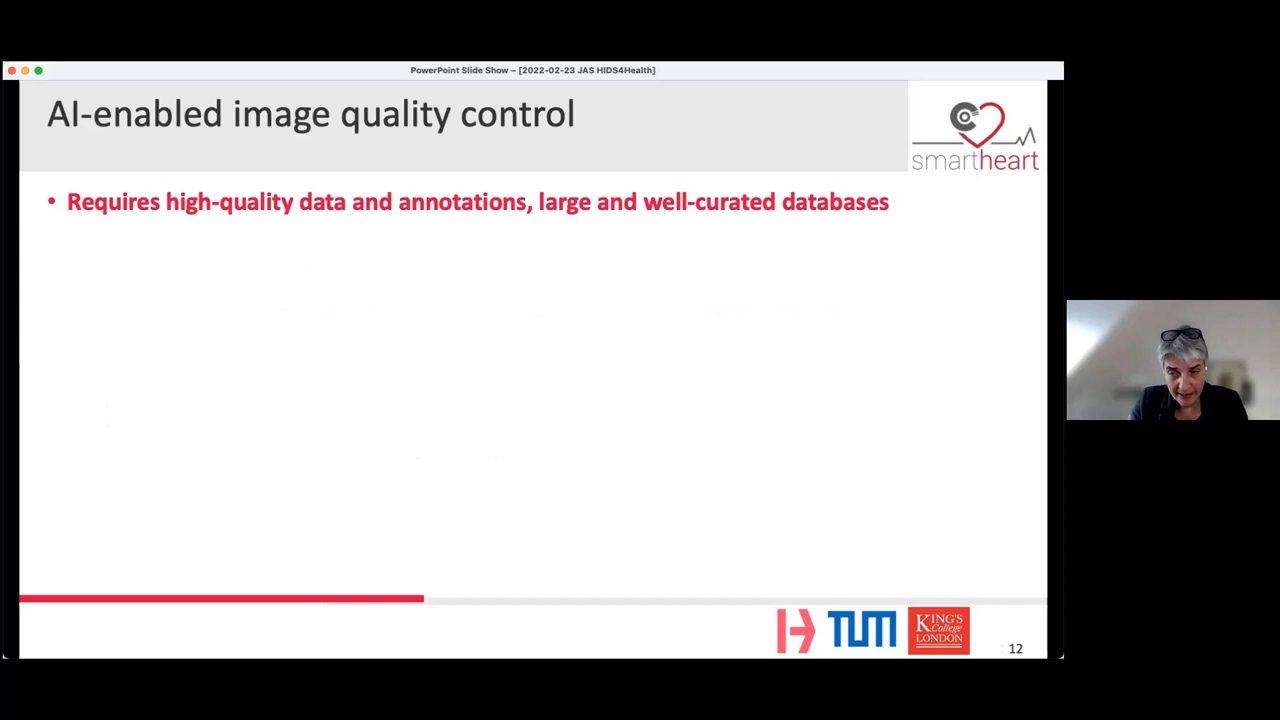 PowerPoint Slide Show – [2022-02-23 JAS HIDS4Health]
AI-enabled image quality control
smartheart
• Requires high-quality data and annotations, large and well-curated databases
TUM
KING'S
College
LONDON
12